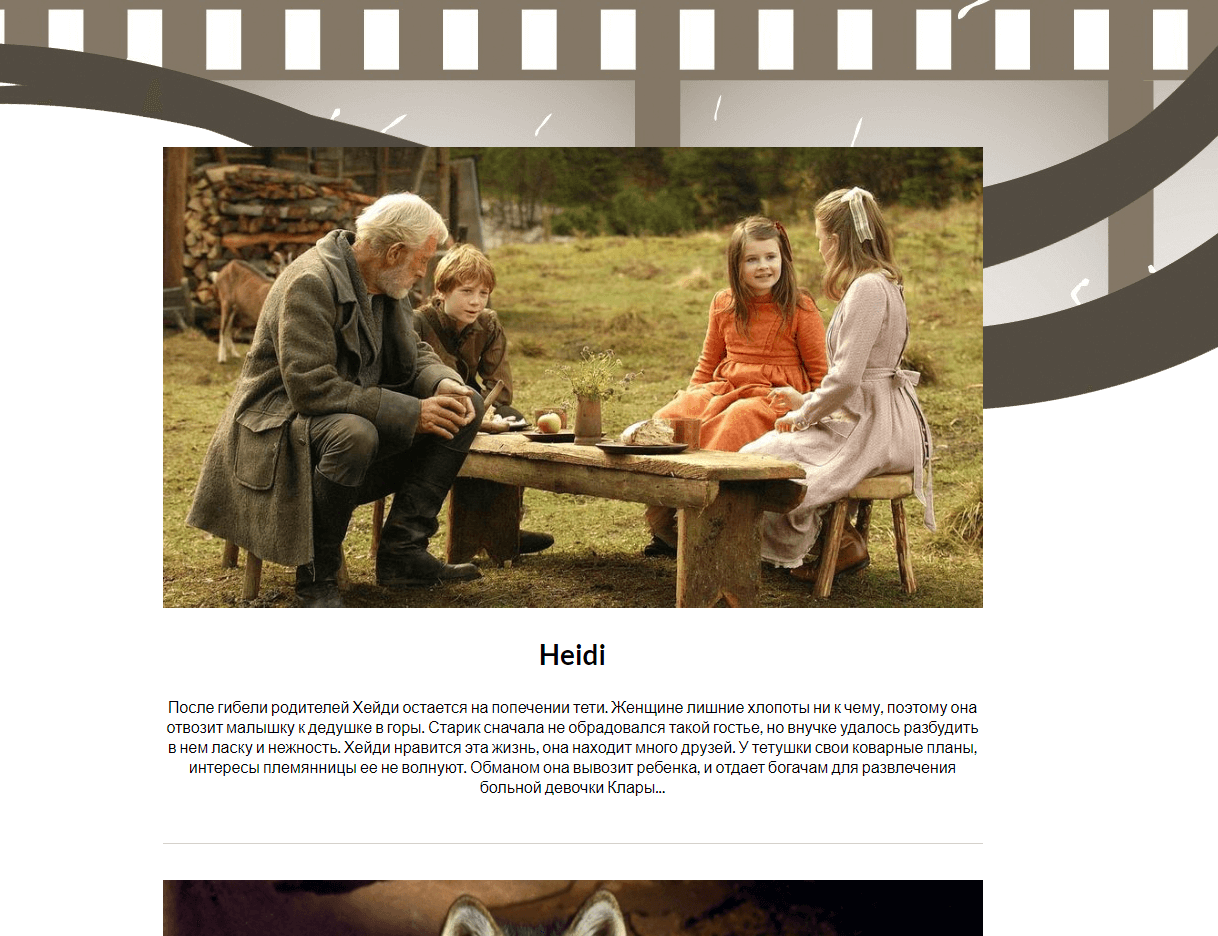 Heidi
После гибели родителей Хейди остается на попечении тети. Женщине лишние хлопоты ни к чему, поэтому она
отвозит малышку к дедушке в горы. Старик сначала не обрадовался такой гостье, но внучке удалось разбудить
в нем ласку и нежность. Хейди нравится эта жизнь, она находит много друзей. У тетушки свои коварные планы,
интересы племянницы ее не волнуют. Обманом она вывозит ребенка, и отдает богачам для развлечения
больной девочки Клары...